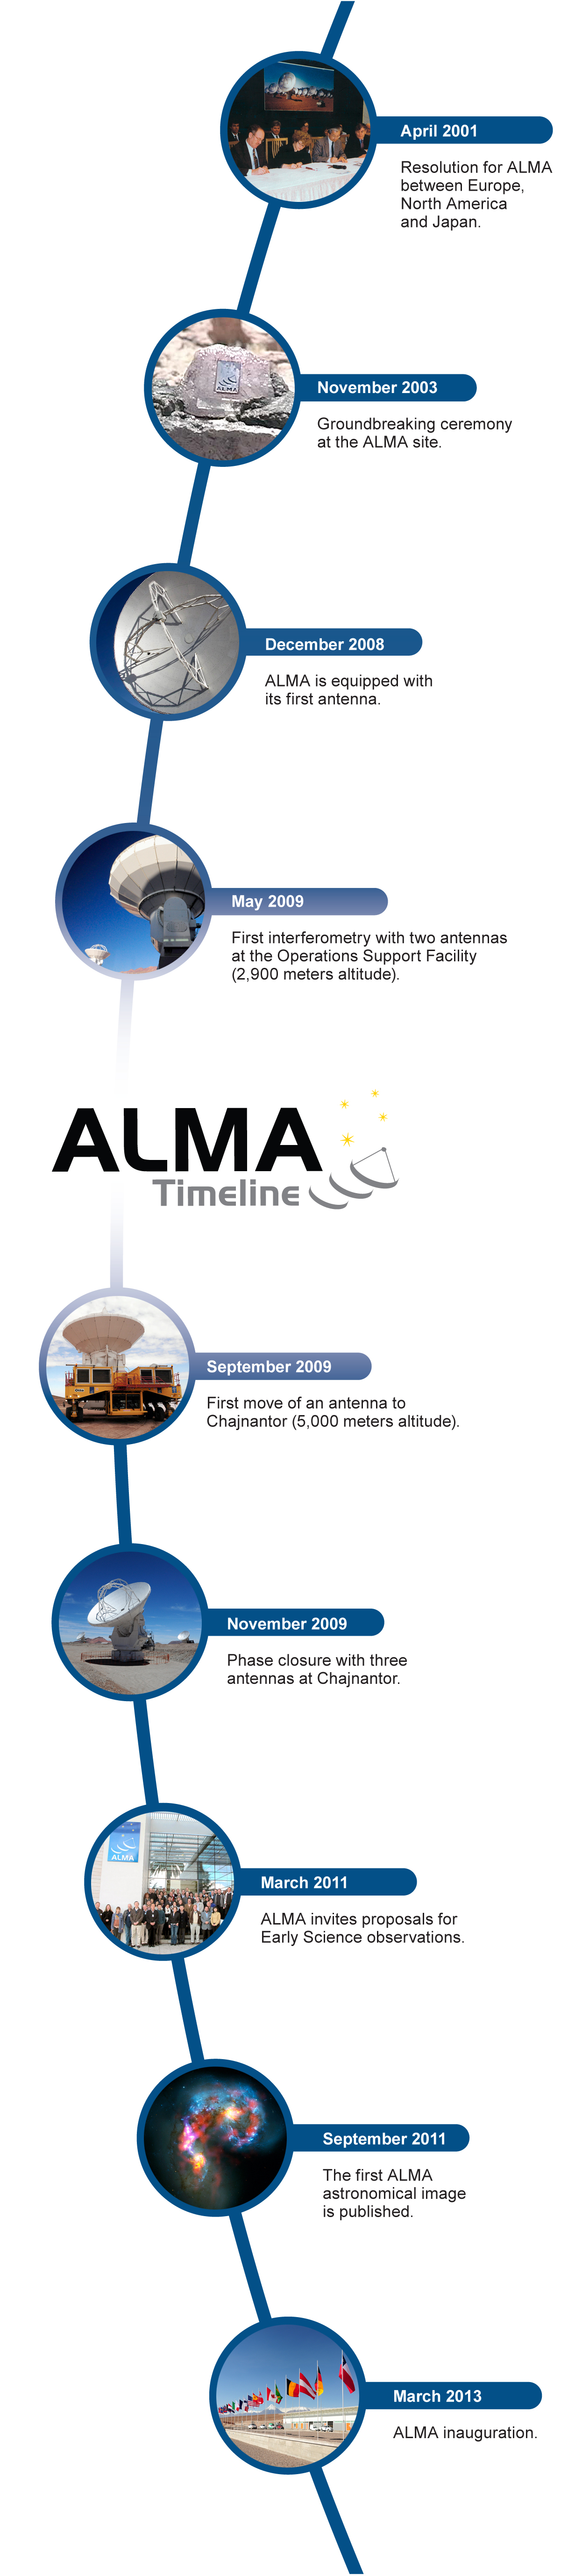 April 2001
Resolution for ALMA
between Europe,
North America
and Japan.
ALMA
November 2003
Groundbreaking ceremony
at the ALMA site.
December 2008
ALMA is equipped with
its first antenna.
May 2009
First interferometry with two antennas
at the Operations Support Facility
(2,900 meters altitude).
ALMA
Timeline
September 2009
First move of an antenna to
Chajnantor (5,000 meters altitude).
November 2009
Phase closure with three
antennas at Chajnantor.
ALMA
March 2011
ALMA invites proposals for
Early Science observations.
September 2011
The first ALMA
astronomical image
is published.
March 2013
ALMA inauguration.